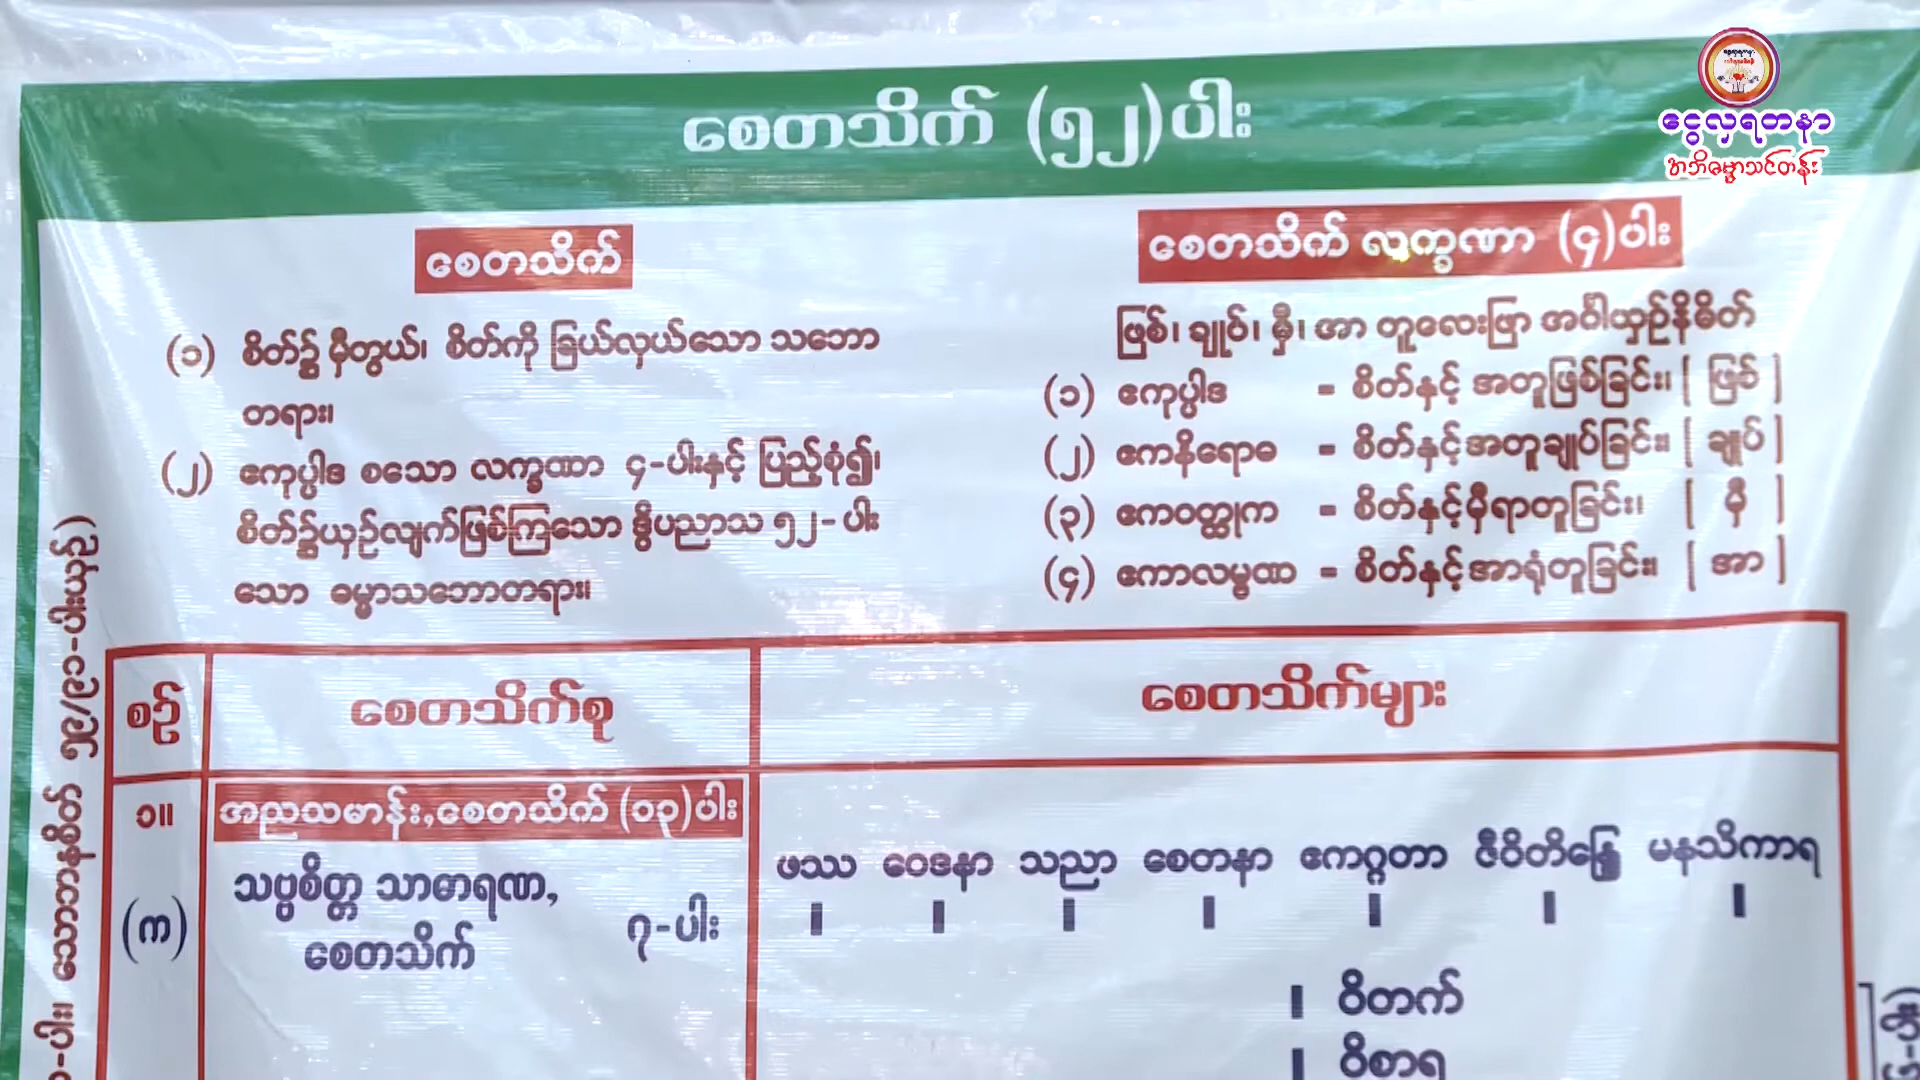 စေတသိက် (၅၂) ပါး
ငွေလှရတနာ
အဘိဓမ္မာသင်တန်း
စေတသိက်
(၁) စိတ်၌ မှီတွယ်၊ စိတ်ကို ခြယ်လှယ်သော သဘော
တရား၊
(၂) ဧကုပ္ပါဒ စသော လက္ခဏာ ၄-ပါးနှင့် ပြည့်စုံ၍၊
စိတ်၌ယှဉ်လျက်ဖြစ်ကြသော ဒွိပညာသ ၅၂-ပါး
သော ဓမ္မာသဘောတရား။
စေတသိက် လက္ခဏာ (၄)ပါး
ဖြစ်၊ ချုပ်၊ မှီ၊ အာ တူလေးဖြာ အင်္ဂါယှဉ်နိမိတ်
(၁) ဧကုပ္ပါဒ = စိတ်နှင့် အတူဖြစ်ခြင်း။ [ ဖြစ် ]
(၂) ဧကနိရောဓ = စိတ်နှင့်အတူချုပ်ခြင်း။ [ ချုပ် ]
(၃) ဧကဝတ္ထုက = စိတ်နှင့်မှီရာတူခြင်း၊ [ မှီ ]
(၄) ဧကာလမ္ဗဏ = စိတ်နှင့်အာရုံတူခြင်း။ [ အာ ]
စဉ် စေတသိက်စု စေတသိက်များ
၁။ အညသမာန်း,စေတသိက် (၁၃)ပါး
(က) သဗ္ဗစိတ္တ သာဓာရဏ,
စေတသိက် ၇-ပါး
ဖဿ ဝေဒနာ သညာ စေတနာ ဧကဂ္ဂတာ ဇီဝိတိန္ဒြေ မနသိကာရ
ဝိတက်
ဝိစာရ
-ပါး။ သောဘနစိတ် ၅၉/၉၁-ပါးယှဉ်)
-ပါး)